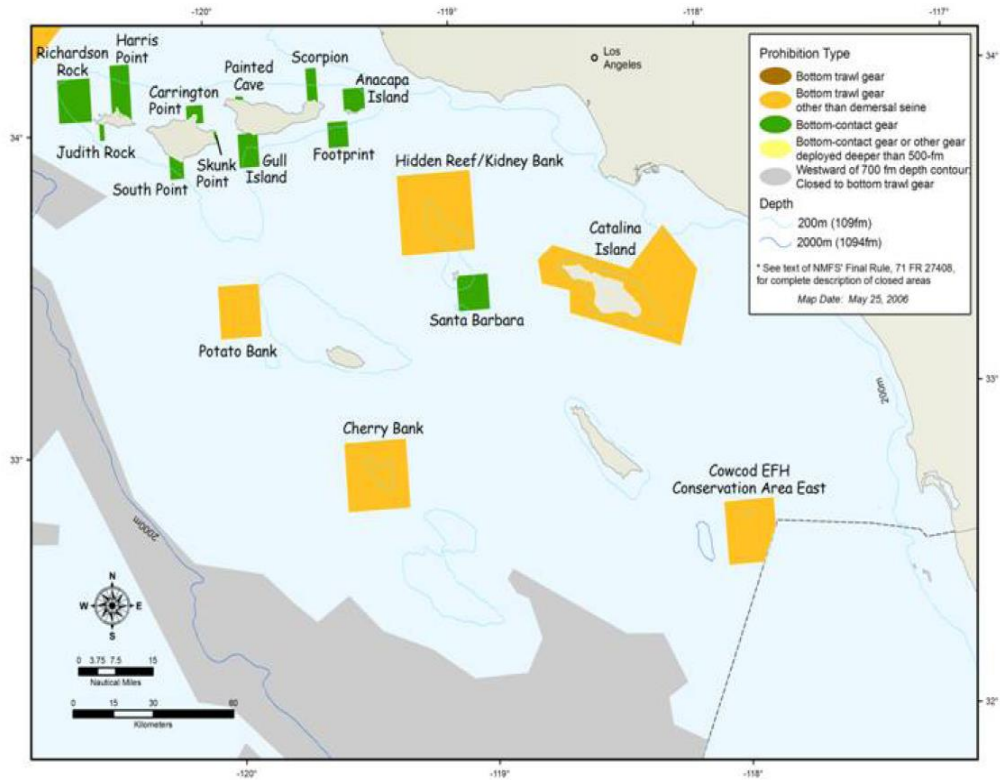 -120°
-119°
-118°
-117°
Richardson
Rock
Harris
Point
Carrington
Point
Painted
Cave
Scorpion
Anacapa
Island
Judith Rock
South Point
Skunk
Point
Gull
Island
Footprint
Hidden Reef/Kidney Bank
Catalina
Island
Santa Barbara
Potato Bank
Cherry Bank
Cowcod EFH
Conservation Area East
Los
Angeles
Prohibition Type
Bottom trawl gear
Bottom trawl gear
other than demersal seine
Bottom-contact gear
Bottom-contact gear or other gear
deployed deeper than 500-fm
Westward of 700 fm depth contour.
Closed to bottom trawl gear
Depth
200m (109fm)
2000m (1094fm)
* See text of NMFS' Final Rule, 71 FR 27408,
for complete description of closed areas
Map Date: May 25, 2006
34°
34°
33°
33°
32°
200m
2000m
N
W
E
S
0 3.75 7.5 15
Nautical Miles
0 15 30 60
Kilometers
-120°
-119°
-118°